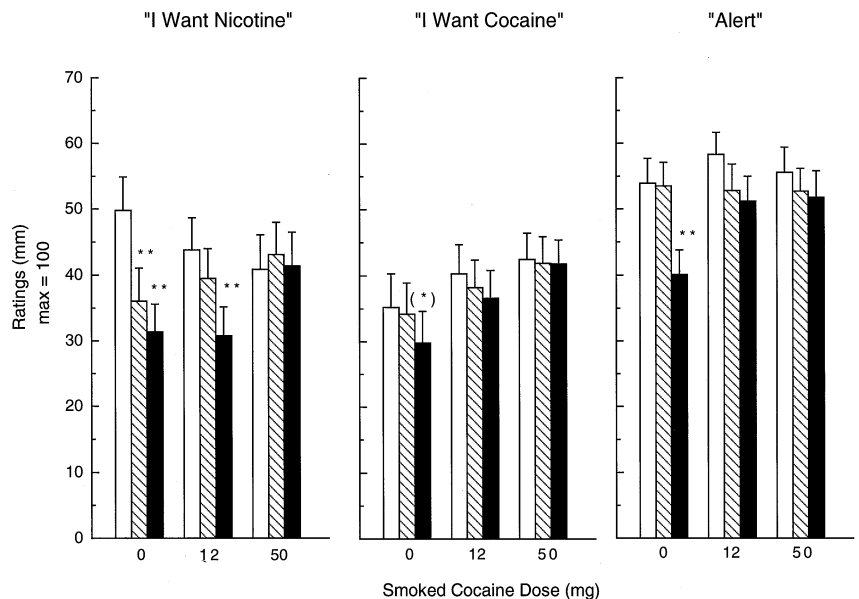 "I Want Nicotine" "I Want Cocaine" "Alert"
70
60
50
40
30
20
10
0
Ratings (mm)
max = 100
**
**
**
(*)
**
0 12 50
0 12 50
0 12 50
Smoked Cocaine Dose (mg)